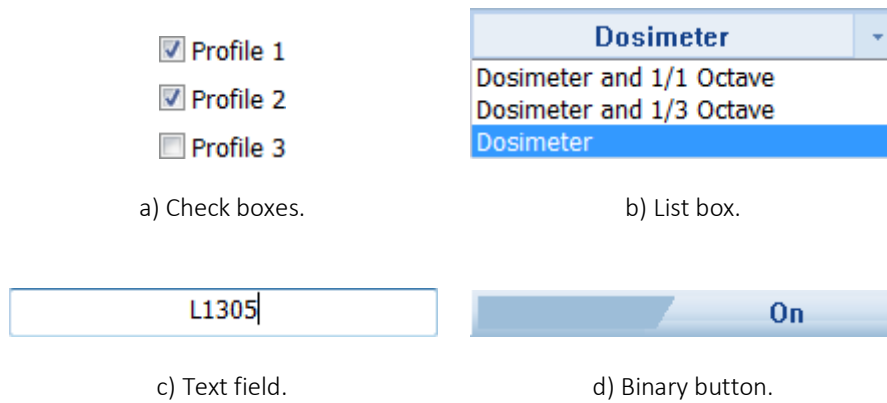 Profile 1
Profile 2
Profile 3
a) Check boxes.
Dosimeter
Dosimeter and 1/1 Octave
Dosimeter and 1/3 Octave
Dosimeter
b) List box.
L1305
c) Text field.
On
d) Binary button.